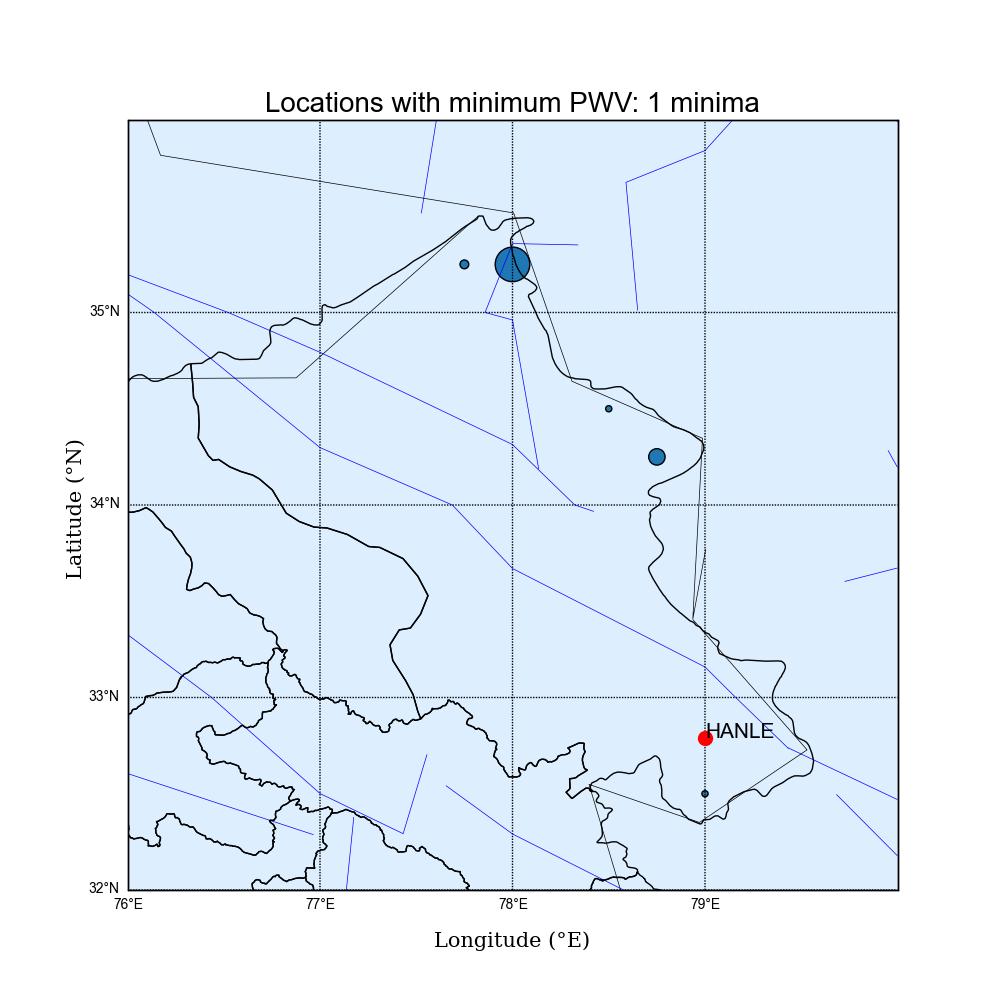 Locations with minimum PWV: 1 minima
35°N
34°N
33°N
32°N
Latitude (°N)
HANLE
76°E 77°E 78°E 79°E
Longitude (°E)